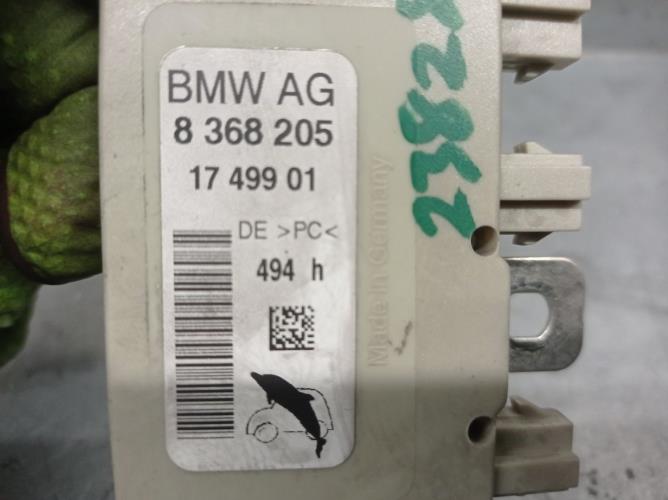 BMW AG
8 368 205
17 499 01
DE >PC<
494 h
Made in Germany